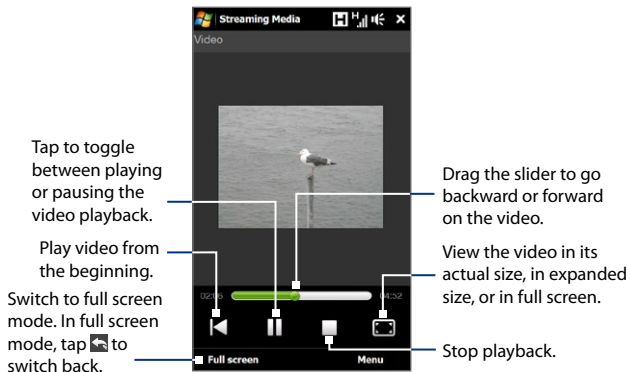 Streaming Media
H
H
Video
Tap to toggle
between playing
or pausing the
video playback.
Play video from
the beginning.
Switch to full screen
mode. In full screen
mode, tap to
switch back.
Drag the slider to go
backward or forward
on the video.
View the video in its
actual size, in expanded
size, or in full screen.
Stop playback.
02:06
04:52
Full screen
Menu